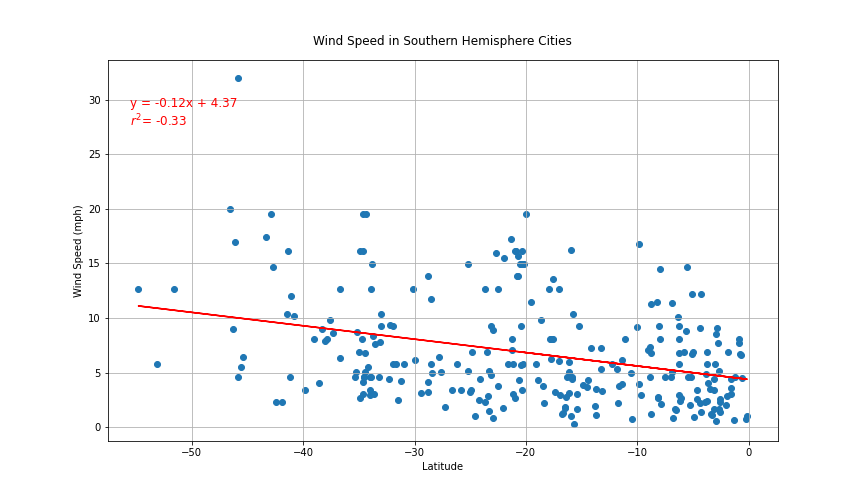 Wind Speed in Southern Hemisphere Cities
30
25
20
15
10
5
0
Wind Speed (mph)
y = -0.12x + 4.37
r²= -0.33
−50
−40
−30
−20
−10
0
Latitude